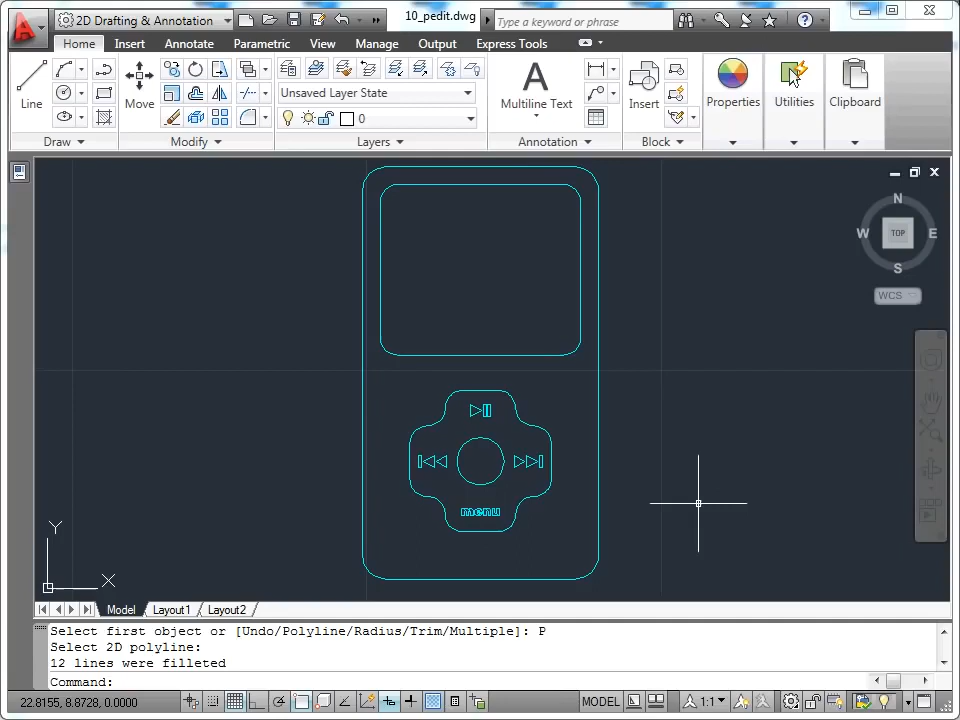 2D Drafting & Annotation
10_pedit.dwg
Type a keyword or phrase
Home Insert Annotate Parametric View Manage Output Express Tools
Line
Move
Unsaved Layer State
0
A
Multiline Text
Insert
Properties
Utilities
Clipboard
Draw
Modify
Layers
Annotation
Block
N
W
TOP
E
S
WCS
menu
Y
X
Model Layout1 Layout2
Select first object or [Undo/Polyline/Radius/Trim/Multiple]: P
Select 2D polyline:
12 lines were filleted
Command:
22.8155, 8.8728, 0.0000
MODEL
1:1